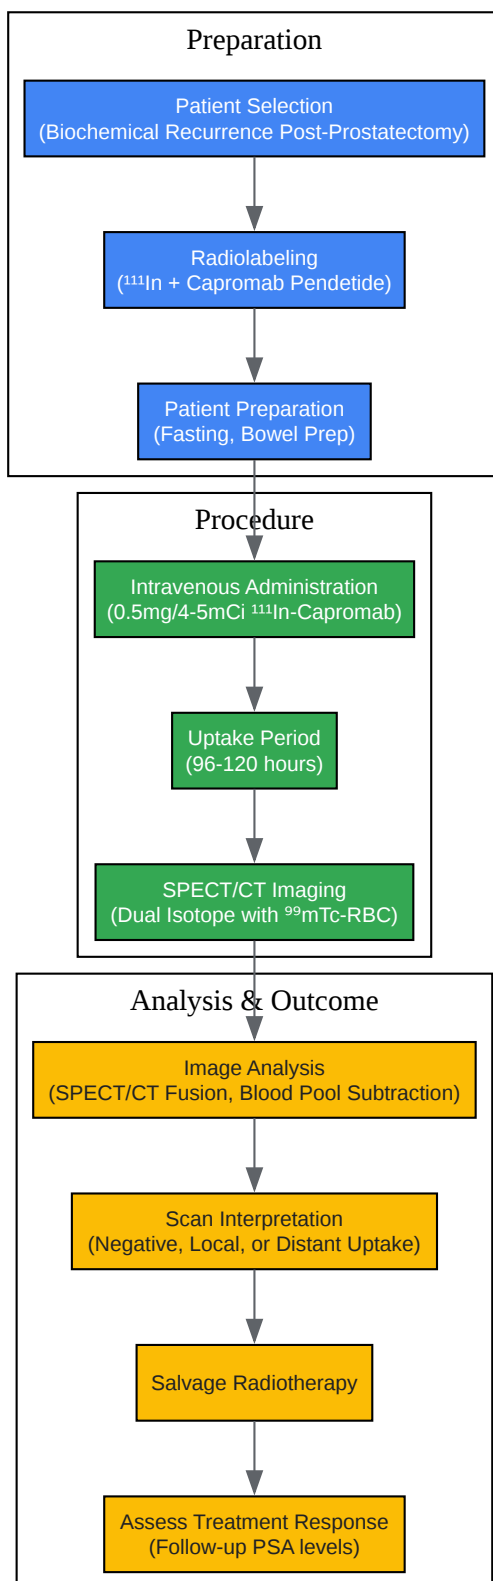 Preparation
Patient Selection
(Biochemical Recurrence Post-Prostatectomy)
Radiolabeling
(¹¹¹In + Capromab Pendetide)
Patient Preparation
(Fasting, Bowel Prep)
Procedure
Intravenous Administration
(0.5mg/4-5mCi ¹¹¹In-Capromab)
Uptake Period
(96-120 hours)
SPECT/CT Imaging
(Dual Isotope with ⁹⁹mTc-RBC)
Analysis & Outcome
Image Analysis
(SPECT/CT Fusion, Blood Pool Subtraction)
Scan Interpretation
(Negative, Local, or Distant Uptake)
Salvage Radiotherapy
Assess Treatment Response
(Follow-up PSA levels)